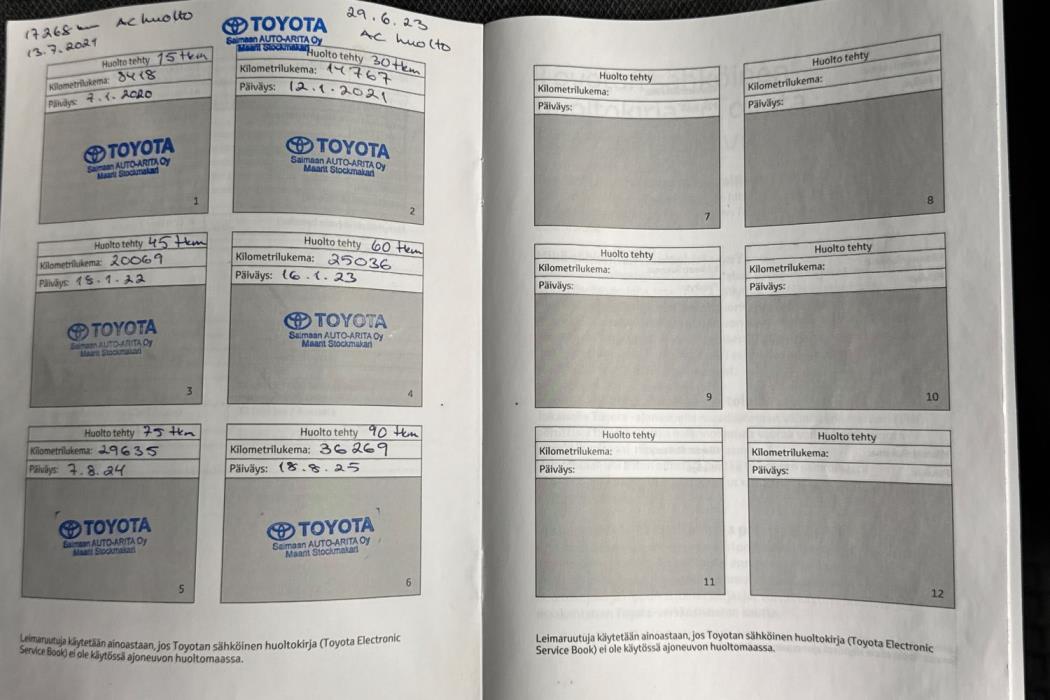 17268 km AC huolto
13.7.2021
TOYOTA
Saimaan AUTO-ARITA Oy
Maarit Stockmakari
29.6.23
AC huolto
Huolto tehty 15 tkm
Kilometrilukema: 8418
Päiväys: 7.1.2020
TOYOTA
Saimaan AUTO-ARITA Oy
Maarit Stockmakari
1
Huolto tehty 30 tkm
Kilometrilukema: 14767
Päiväys: 12.1.2021
TOYOTA
Saimaan AUTO-ARITA Oy
Maarit Stockmakari
2
Huolto tehty 45 tkm
Kilometrilukema: 20069
Päiväys: 18.1.22
TOYOTA
Saimaan AUTO-ARITA Oy
Maarit Stockmakari
3
Huolto tehty 60 tkm
Kilometrilukema: 25036
Päiväys: 16.1.23
TOYOTA
Saimaan AUTO-ARITA Oy
Maarit Stockmakari
4
Huolto tehty 75 tkm
Kilometrilukema: 29635
Päiväys: 7.8.24
TOYOTA
Saimaan AUTO-ARITA Oy
Maarit Stockmakari
5
Huolto tehty 90 tkm
Kilometrilukema: 36269
Päiväys: 18.8.25
TOYOTA
Saimaan AUTO-ARITA Oy
Maarit Stockmakari
6
Leimaruutuja käytetään ainoastaan, jos Toyotan sähköinen huoltokirja (Toyota Electronic
Service Book) ei ole käytössä ajoneuvon huoltomaassa.
Huolto tehty
Kilometrilukema:
Päiväys:
7
Huolto tehty
Kilometrilukema:
Päiväys:
8
Huolto tehty
Kilometrilukema:
Päiväys:
9
Huolto tehty
Kilometrilukema:
Päiväys:
10
Huolto tehty
Kilometrilukema:
Päiväys:
11
Huolto tehty
Kilometrilukema:
Päiväys:
12
Leimaruutuja käytetään ainoastaan, jos Toyotan sähköinen huoltokirja (Toyota Electronic
Service Book) ei ole käytössä ajoneuvon huoltomaassa.